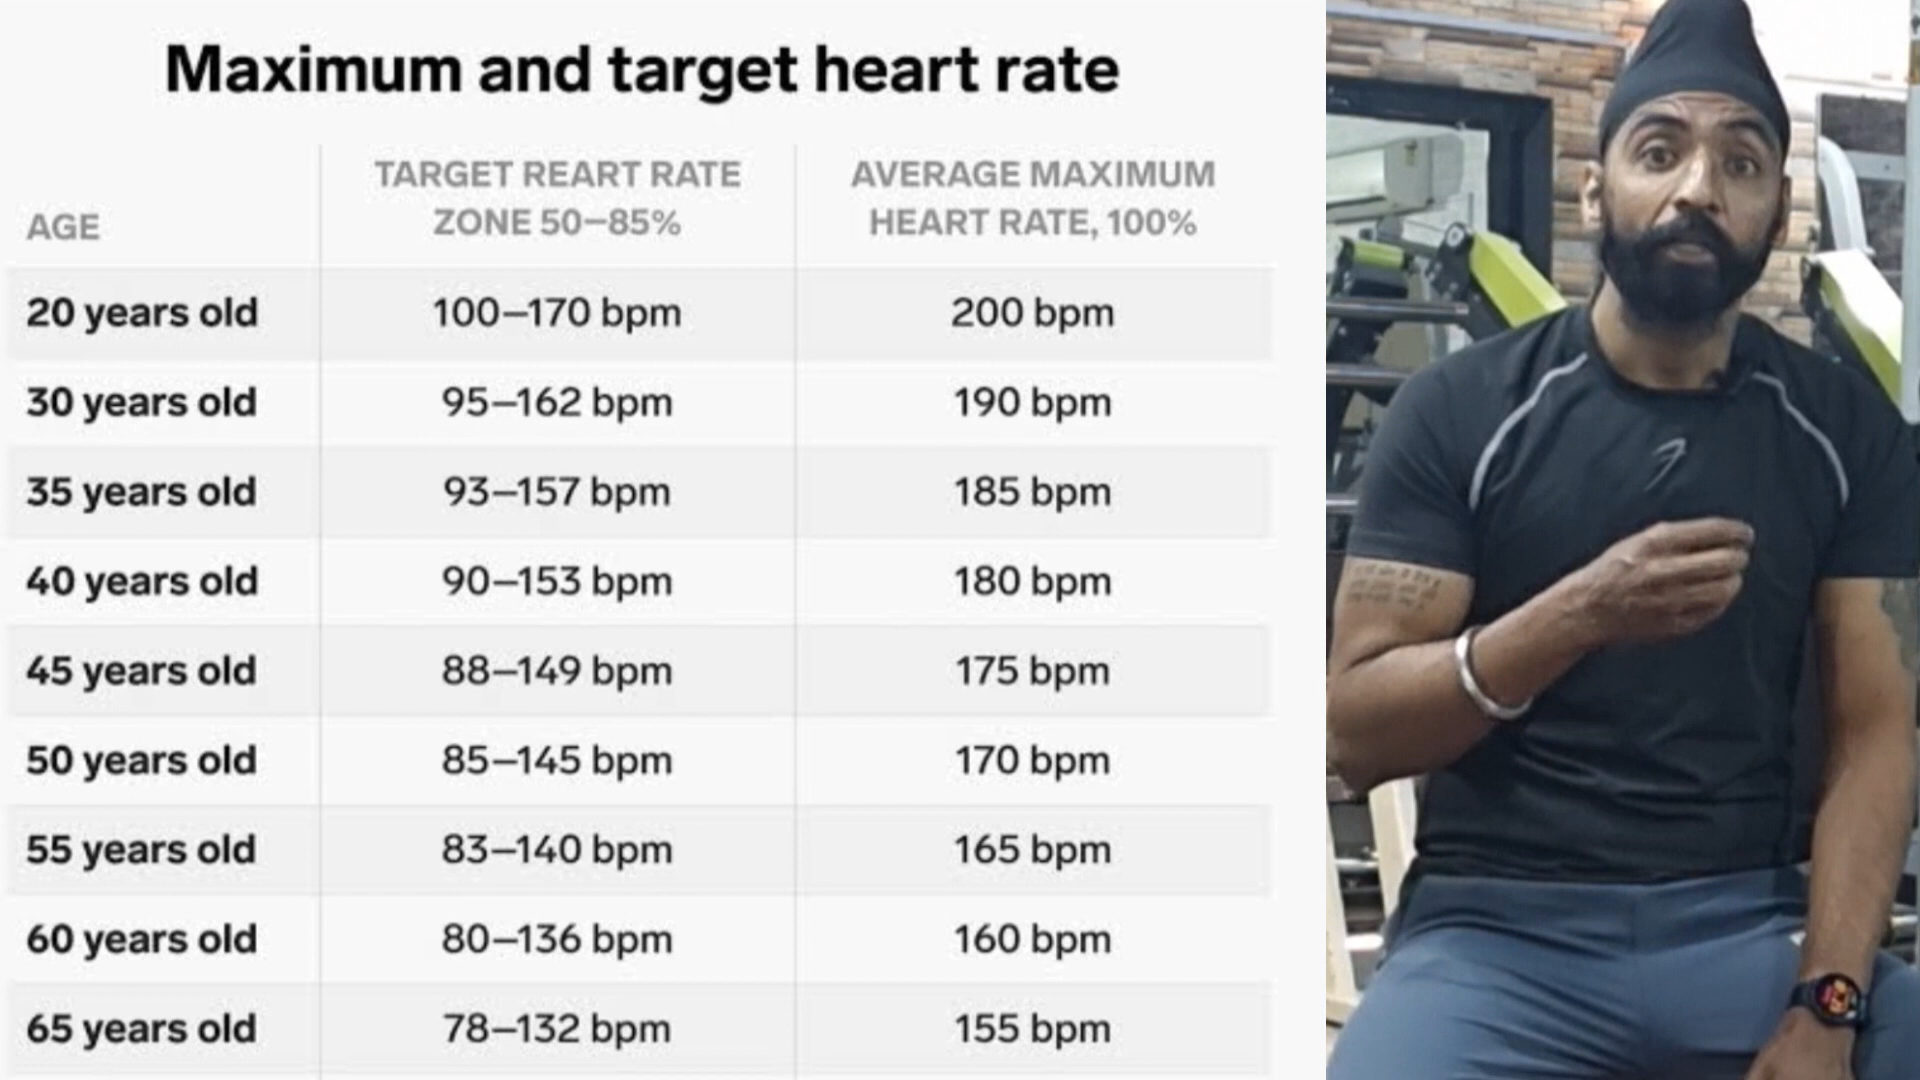 Maximum and target heart rate
AGE
TARGET REART RATE
ZONE 50–85%
AVERAGE MAXIMUM
HEART RATE, 100%
20 years old 100–170 bpm 200 bpm
30 years old 95–162 bpm 190 bpm
35 years old 93–157 bpm 185 bpm
40 years old 90–153 bpm 180 bpm
45 years old 88–149 bpm 175 bpm
50 years old 85–145 bpm 170 bpm
55 years old 83–140 bpm 165 bpm
60 years old 80–136 bpm 160 bpm
65 years old 78–132 bpm 155 bpm